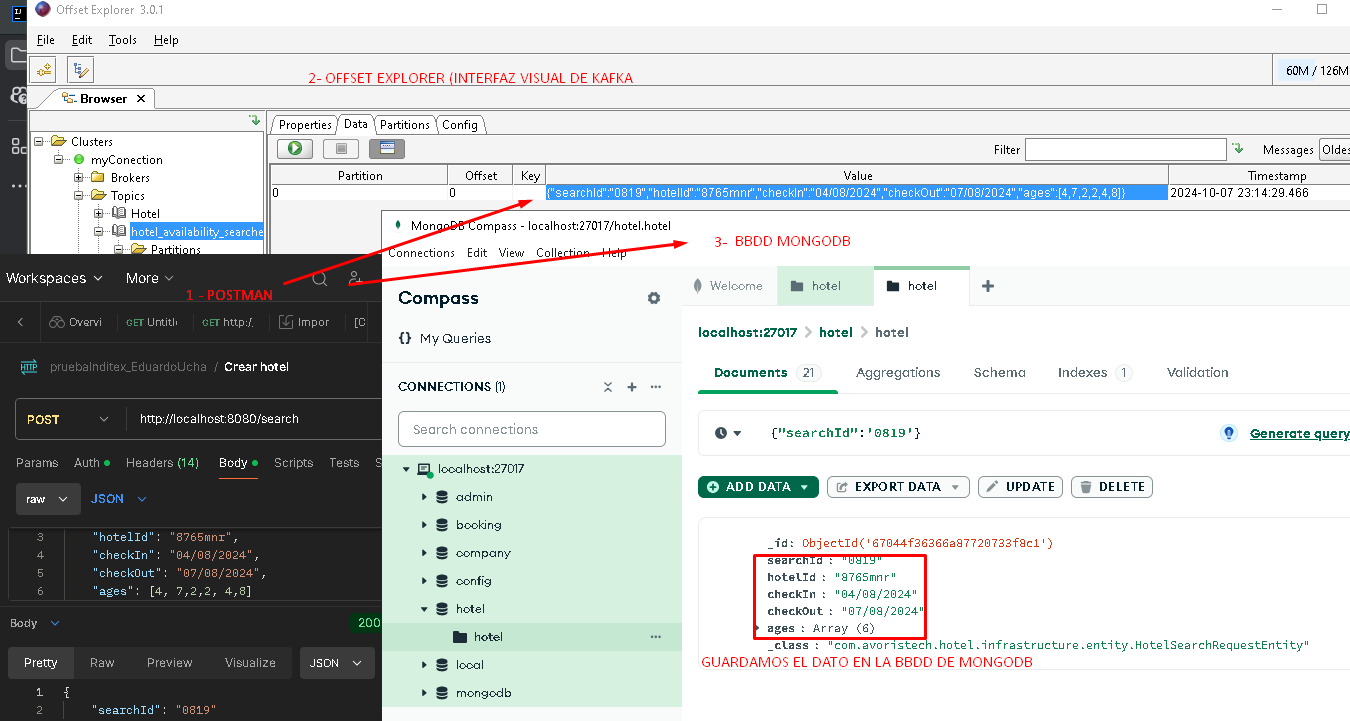 Offset Explorer 3.0.1
File Edit Tools Help
2- OFFSET EXPLORER (INTERFAZ VISUAL DE KAFKA
60M / 126M
Browser
Properties Data Partitions Config
Filter Messages Oldes
Clusters
myConection
Brokers
Topics
Hotel
hotel_availability_searche
Partitions
Partition Offset Key Value Timestamp
0 0 {"searchId":"0819","hotelId":"8765mnr","checkIn":"04/08/2024","checkOut":"07/08/2024","ages":[4,7,2,2,4,8]} 2024-10-07 23:14:29.466
MongoDB Compass - localhost:27017/hotel.hotel
Connections Edit View Collection Help
3- BBDD MONGODB
Workspaces More
1 - POSTMAN
Overvi GET Untitl GET http:/. Impor [C
pruebaInditex_EduardoUcha / Crear hotel
POST http://localhost:8080/search
Params Auth Headers (14) Body Scripts Tests S
raw JSON
3 "hotelId": "8765mnr",
4 "checkIn": "04/08/2024",
5 "checkOut": "07/08/2024",
6 "ages": [4, 7,2,2, 4,8]
Body 200
Pretty Raw Preview Visualize JSON
1 {
2 "searchId": "0819"
Compass
{} My Queries
CONNECTIONS (1)
Search connections
localhost:27017
admin
booking
company
config
hotel
hotel
local
mongodb
Welcome hotel hotel
localhost:27017 > hotel > hotel
Documents 21 Aggregations Schema Indexes 1 Validation
{"searchId":'0819'}
Generate query
ADD DATA EXPORT DATA UPDATE DELETE
_id: ObjectId('67044f36366a87720733f8c1')
searchId : "0819"
hotelId : "8765mnr"
checkIn : "04/08/2024"
checkOut : "07/08/2024"
ages : Array (6)
_class : "com.avoristech.hotel.infrastructure.entity.HotelSearchRequestEntity"
GUARDAMOS EL DATO EN LA BBDD DE MONGODB